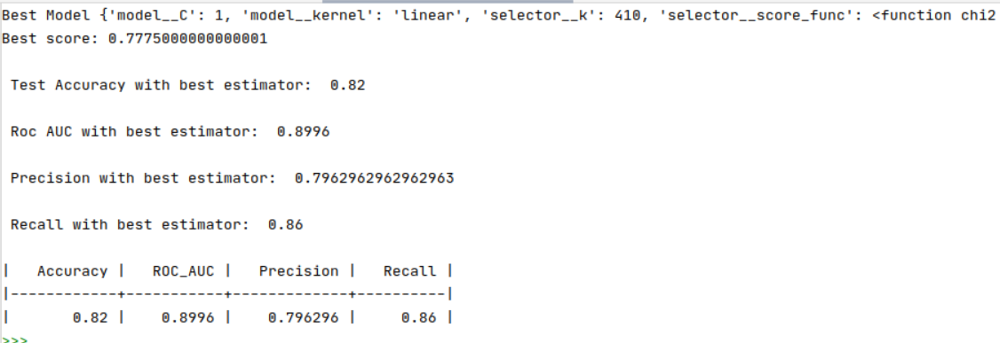 Best Model {'model__C': 1, 'model__kernel': 'linear', 'selector__k': 410, 'selector__score_func': <function chi2
Best score: 0.7775000000000001
Test Accuracy with best estimator:  0.82
Roc AUC with best estimator:  0.8996
Precision with best estimator:  0.7962962962962963
Recall with best estimator:  0.86
|   Accuracy |   ROC_AUC |   Precision |   Recall |
|------------+-----------+-------------+----------|
|       0.82 |    0.8996 |    0.796296 |     0.86 |
>>>